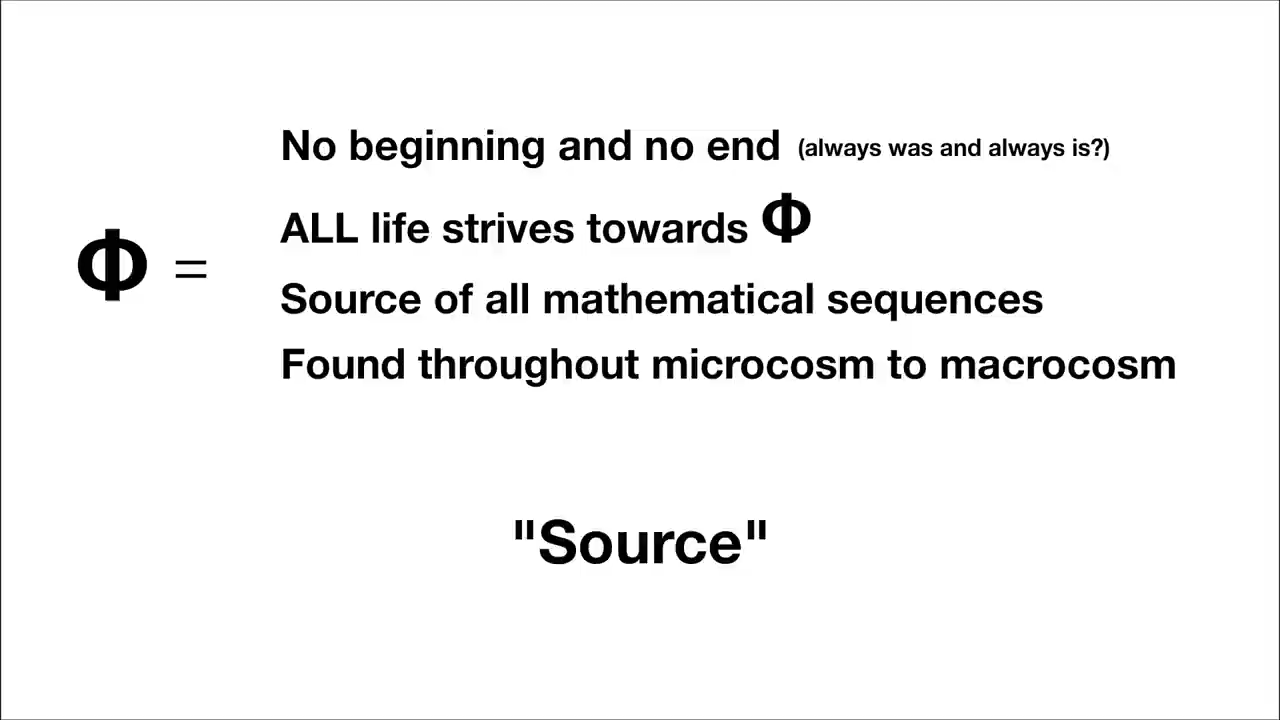 No beginning and no end (always was and always is?)
ALL life strives towards Φ
Φ =
Source of all mathematical sequences
Found throughout microcosm to macrocosm
"Source"